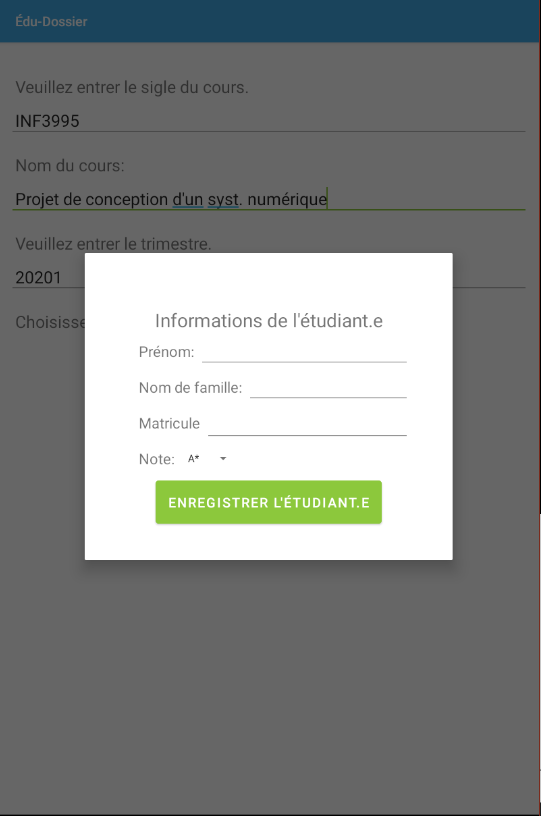 Édu-Dossier
Veuillez entrer le sigle du cours.
INF3995
Nom du cours:
Projet de conception d'un syst. numérique
Veuillez entrer le trimestre.
20201
Informations de l'étudiant.e
Prénom:
Nom de famille:
Matricule
Note: A*
ENREGISTRER L'ÉTUDIANT.E